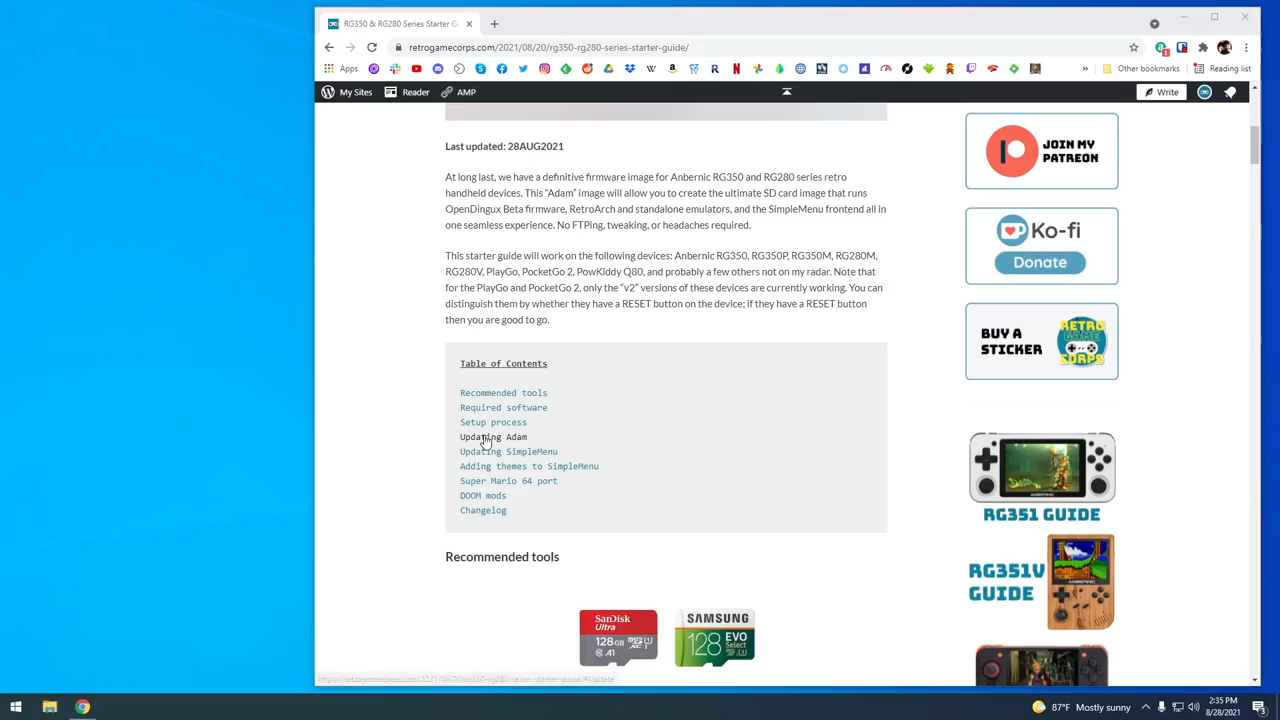 RG350 & RG280 Series Starter G
retrogamecorps.com/2021/08/20/rg350-rg280-series-starter-guide/
Apps
Other bookmarks
Reading list
My Sites
Reader
AMP
Write
Last updated: 28AUG2021
At long last, we have a definitive firmware image for Anbernic RG350 and RG280 series retro
handheld devices. This “Adam” image will allow you to create the ultimate SD card image that runs
OpenDingux Beta firmware, RetroArch and standalone emulators, and the SimpleMenu frontend all in
one seamless experience. No FTPing, tweaking, or headaches required.
This starter guide will work on the following devices: Anbernic RG350, RG350P, RG350M, RG280M,
RG280V, PlayGo, PocketGo 2, PowKiddy Q80, and probably a few others not on my radar. Note that
for the PlayGo and PocketGo 2, only the “v2” versions of these devices are currently working. You can
distinguish them by whether they have a RESET button on the device; if they have a RESET button
then you are good to go.
Table of Contents
Recommended tools
Required software
Setup process
Updating Adam
Updating SimpleMenu
Adding themes to SimpleMenu
Super Mario 64 port
DOOM mods
Changelog
Recommended tools
SanDisk
Ultra
128GB
A1
SAMSUNG
128
EVO
Select
JOIN MY
PATREON
Ko-fi
Donate
BUY A
STICKER
RETRO
GAME
CORPS
RG351 GUIDE
RG351V
GUIDE
87°F Mostly sunny
2:35 PM
8/28/2021